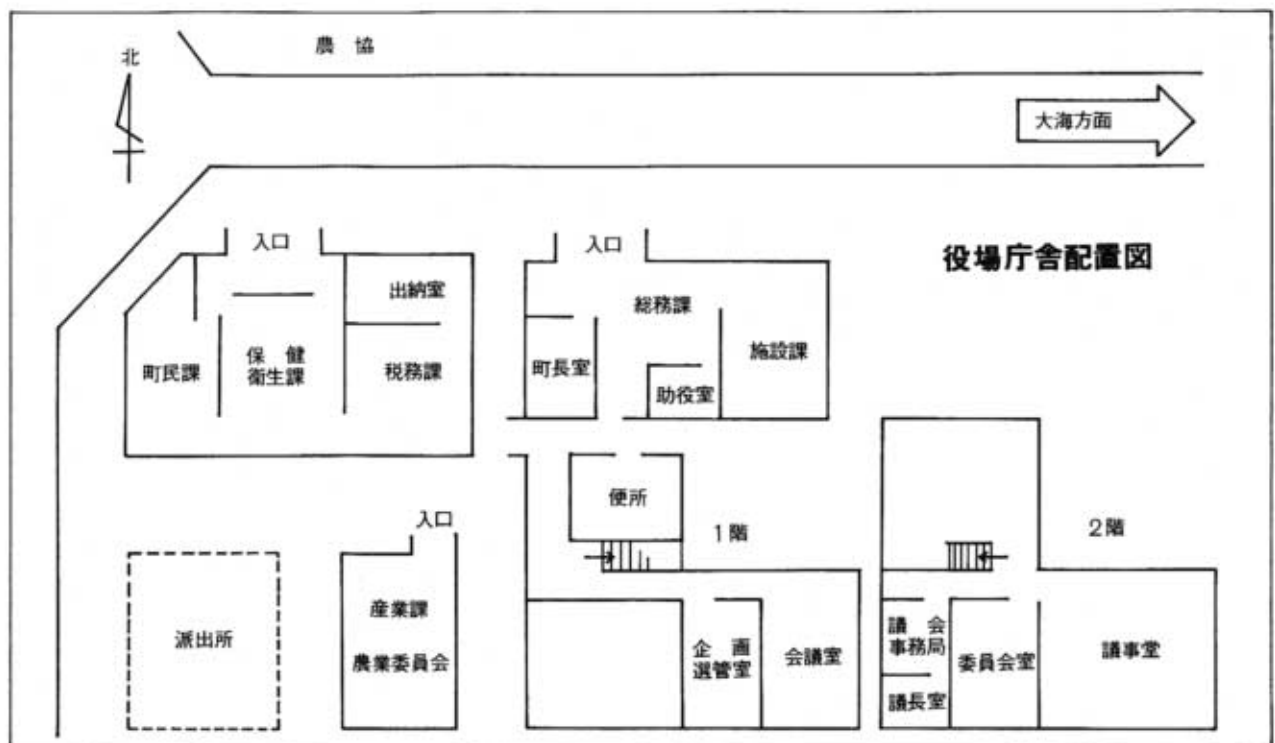 農協
北
大海方面
役場庁舎配置図
入口
入口
出納室
総務課
保健
衛生課
町民課
税務課
町長室
助役室
施設課
便所
1階
2階
入口
派出所
産業課
農業委員会
企画
選管室
会議室
議会
事務局
議長室
委員会室
議事堂